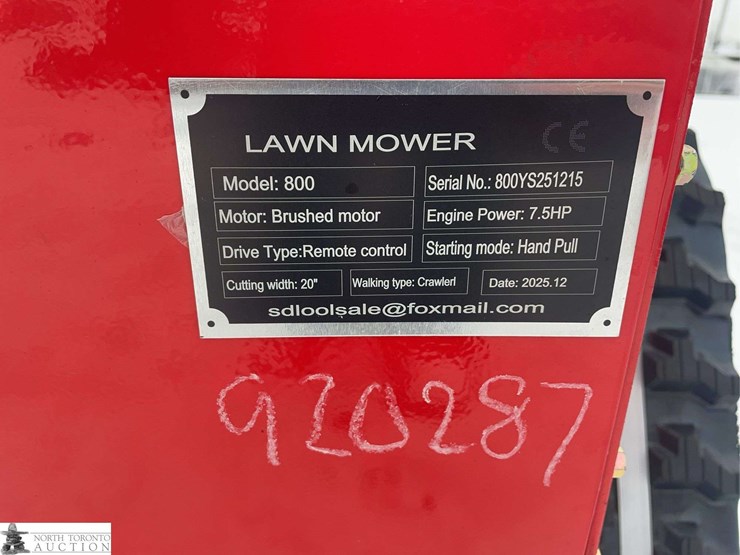 LAWN MOWER CE
Model: 800 Serial No.: 800YS251215
Motor: Brushed motor Engine Power: 7.5HP
Drive Type:Remote control Starting mode: Hand Pull
Cutting width: 20" Walking type: Crawlerl Date: 2025.12
sdloolsale@foxmail.com
920287
NORTH TORONTO
AUCTION